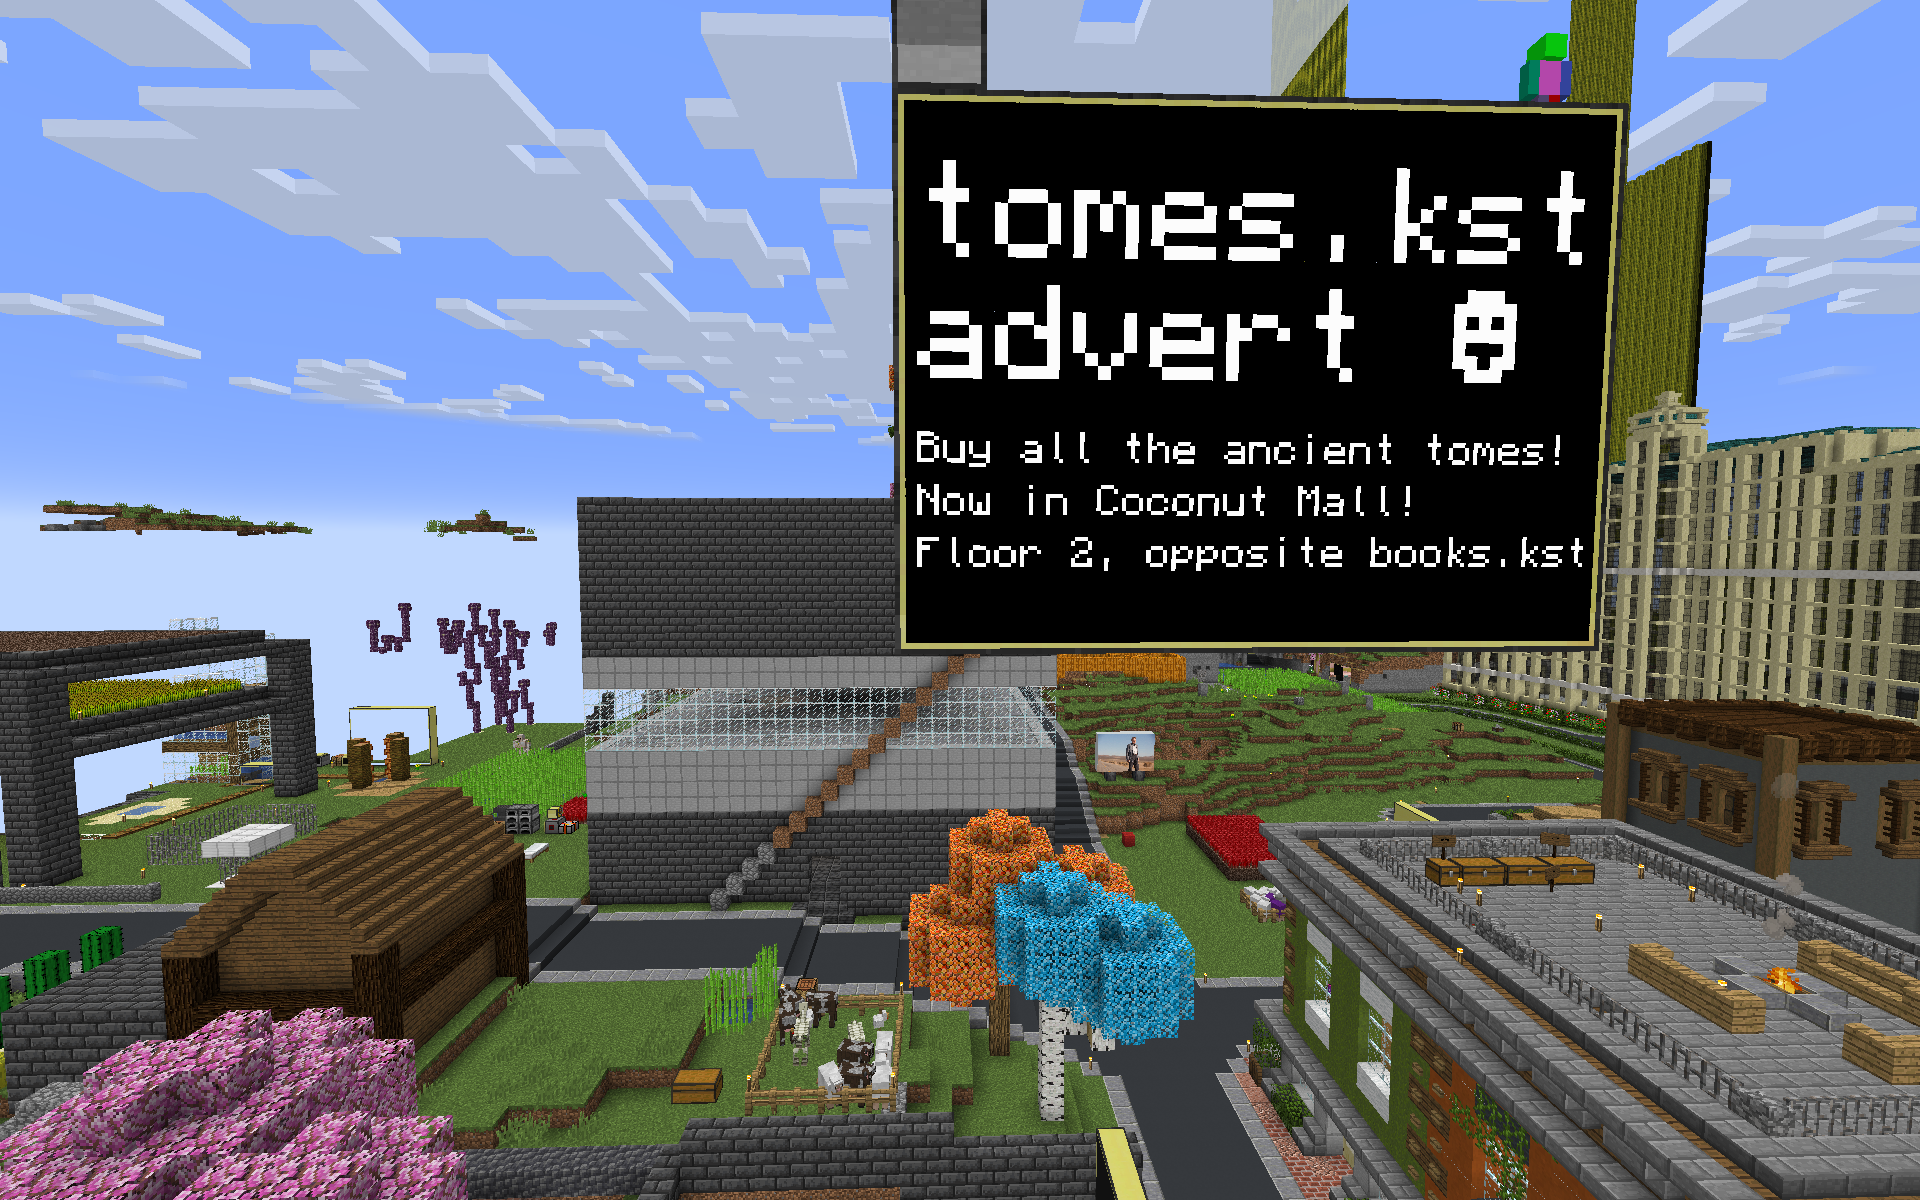 tomes.kst
advert
Buy all the ancient tomes!
Now in Coconut Mall!
Floor 2, opposite books.kst